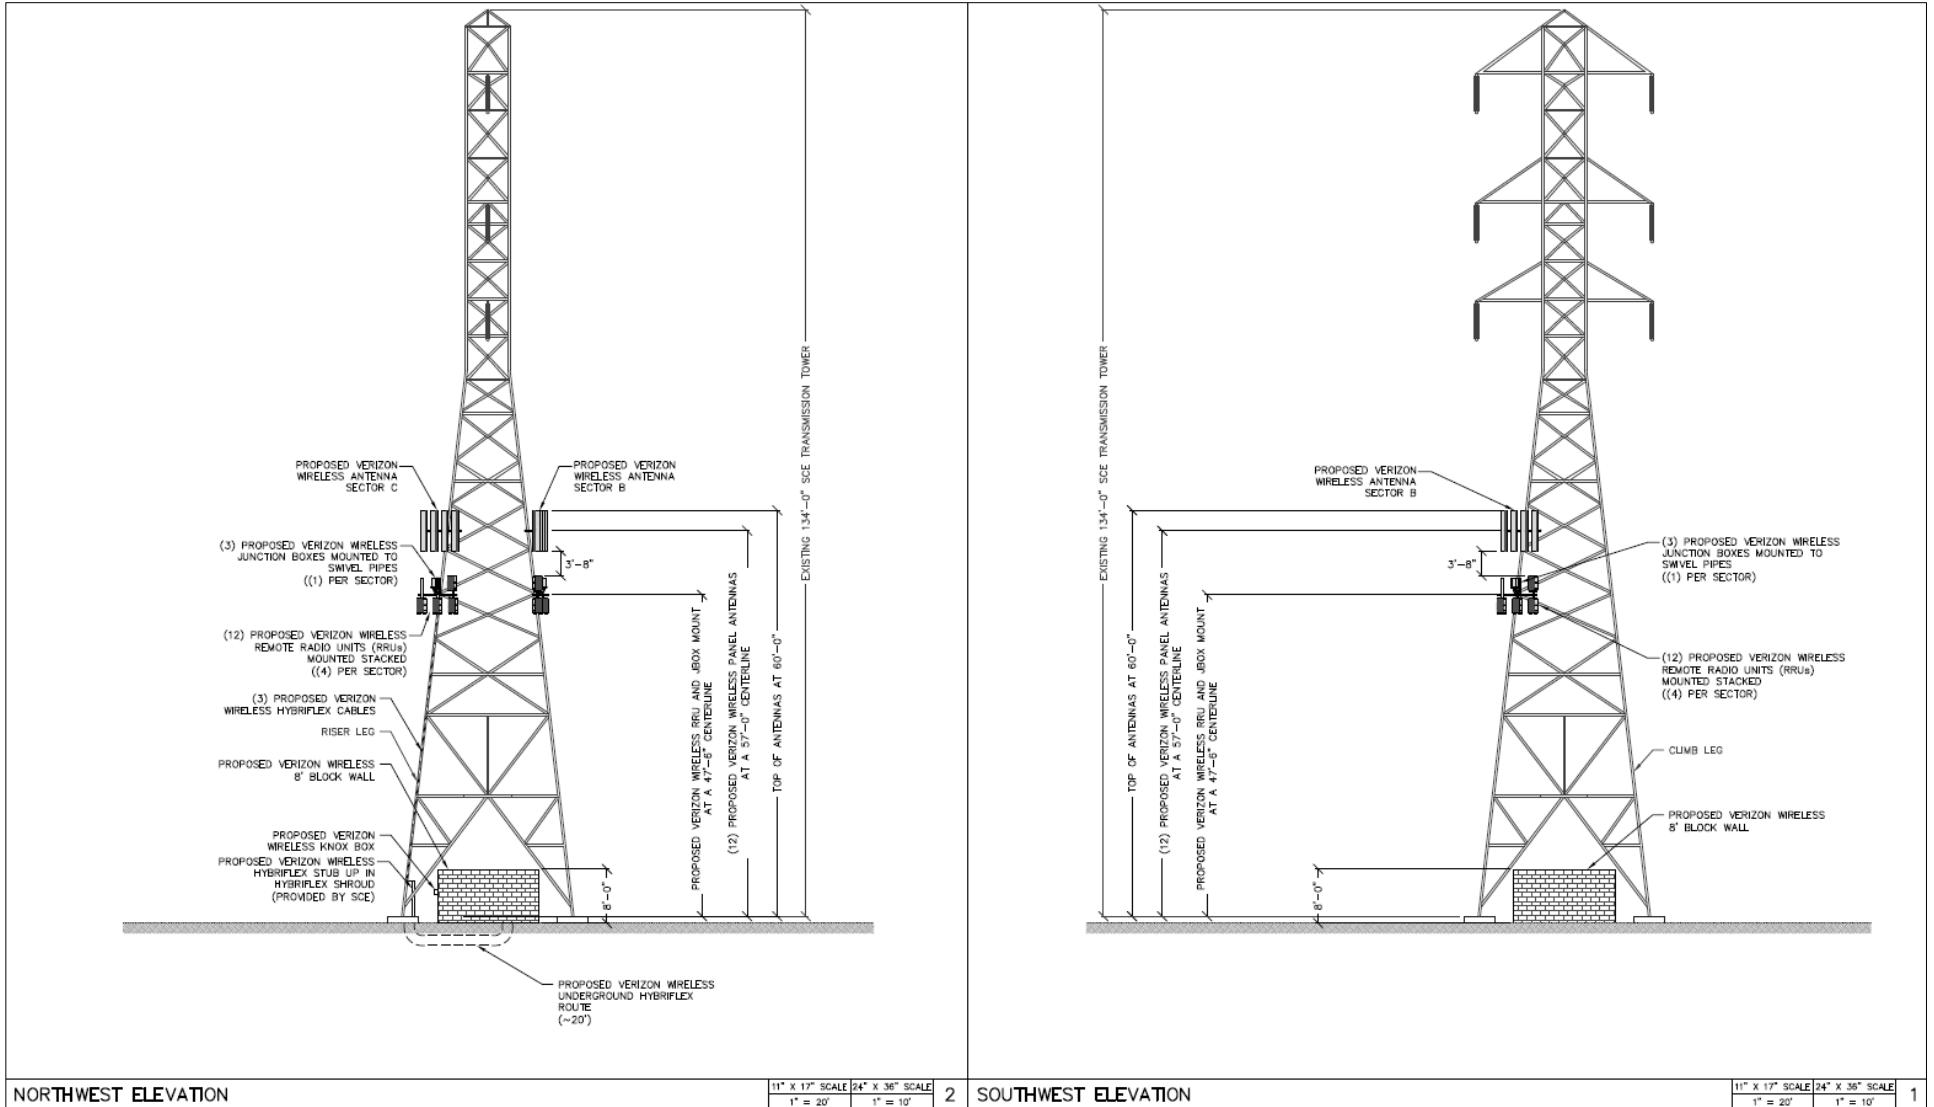 PROPOSED VERIZON
WIRELESS ANTENNA
SECTOR C
PROPOSED VERIZON
WIRELESS ANTENNA
SECTOR B
(3) PROPOSED VERIZON WIRELESS
JUNCTION BOXES MOUNTED TO
SWIVEL PIPES
((1) PER SECTOR)
3'-8"
(12) PROPOSED VERIZON WIRELESS
REMOTE RADIO UNITS (RRUs)
MOUNTED STACKED
((4) PER SECTOR)
(3) PROPOSED VERIZON
WIRELESS HYBRIFLEX CABLES
RISER LEG
PROPOSED VERIZON WIRELESS
8' BLOCK WALL
PROPOSED VERIZON
WIRELESS KNOX BOX
PROPOSED VERIZON WIRELESS
HYBRIFLEX STUB UP IN
HYBRIFLEX SHROUD
(PROVIDED BY SCE)
8'-0"
PROPOSED VERIZON WIRELESS RRU AND JBOX MOUNT
AT A 47'-6" CENTERLINE
(12) PROPOSED VERIZON WIRELESS PANEL ANTENNAS
AT A 57'-0" CENTERLINE
TOP OF ANTENNAS AT 60'-0"
EXISTING 134'-0" SCE TRANSMISSION TOWER
PROPOSED VERIZON WIRELESS
UNDERGROUND HYBRIFLEX
ROUTE
(~20')
NORTHWEST ELEVATION
11" X 17" SCALE 24" X 36" SCALE
1" = 20' 1" = 10'
2
EXISTING 134'-0" SCE TRANSMISSION TOWER
TOP OF ANTENNAS AT 60'-0"
(12) PROPOSED VERIZON WIRELESS PANEL ANTENNAS
AT A 57'-0" CENTERLINE
PROPOSED VERIZON WIRELESS RRU AND JBOX MOUNT
AT A 47'-6" CENTERLINE
PROPOSED VERIZON
WIRELESS ANTENNA
SECTOR B
3'-8"
(3) PROPOSED VERIZON WIRELESS
JUNCTION BOXES MOUNTED TO
SWIVEL PIPES
((1) PER SECTOR)
(12) PROPOSED VERIZON WIRELESS
REMOTE RADIO UNITS (RRUs)
MOUNTED STACKED
((4) PER SECTOR)
CLIMB LEG
PROPOSED VERIZON WIRELESS
8' BLOCK WALL
8'-0"
SOUTHWEST ELEVATION
11" X 17" SCALE 24" X 36" SCALE
1" = 20' 1" = 10'
1